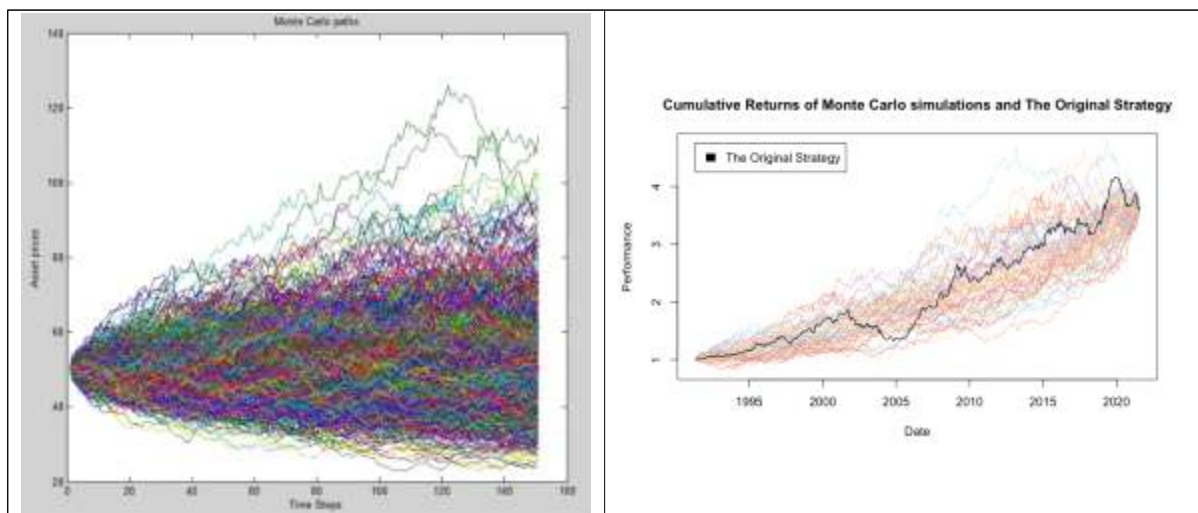 Monte Carlo paths
140
120
100
80
60
40
20
Asset prices
0 20 40 60 80 100 120 140 160
Time Steps
Cumulative Returns of Monte Carlo simulations and The Original Strategy
The Original Strategy
4
3
2
1
Performance
1995 2000 2005 2010 2015 2020
Date